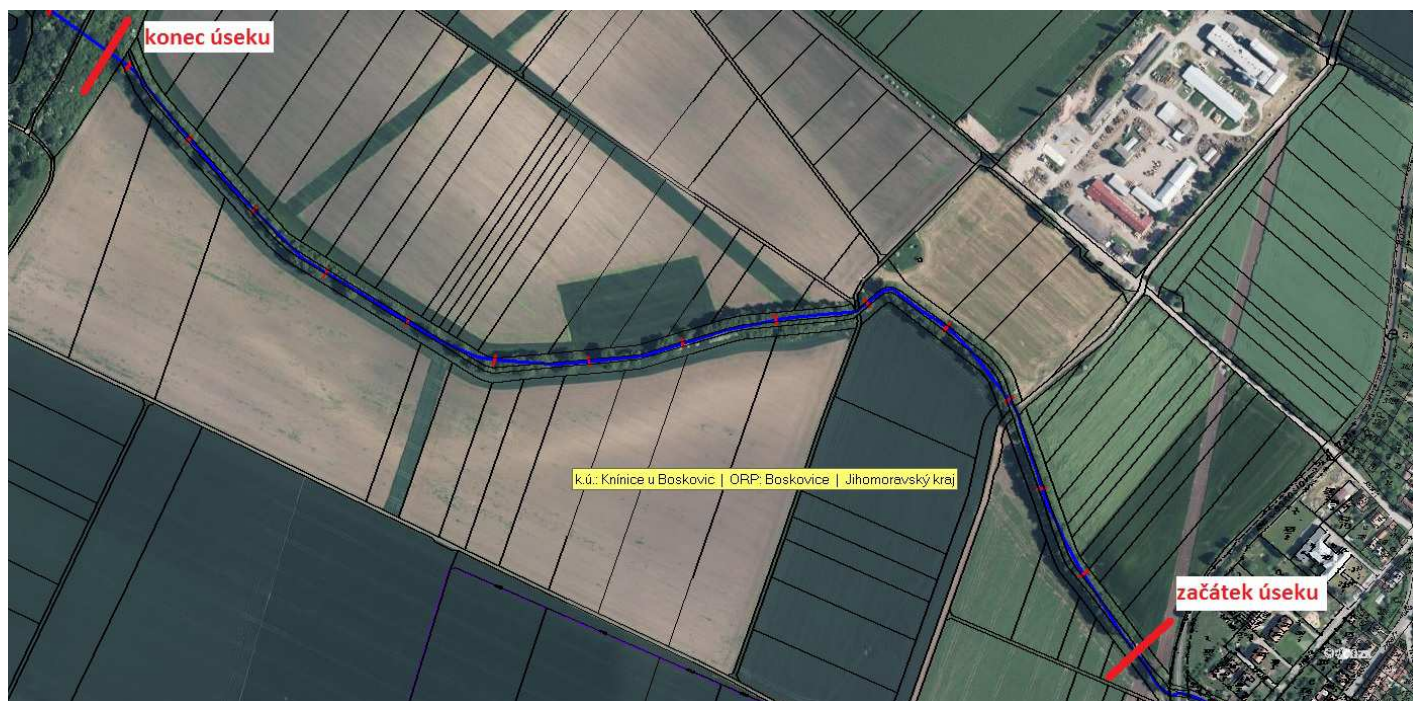 konec úseku
k.ú.: Knínice u Boskovic | ORP: Boskovice | Jihomoravský kraj
začátek úseku